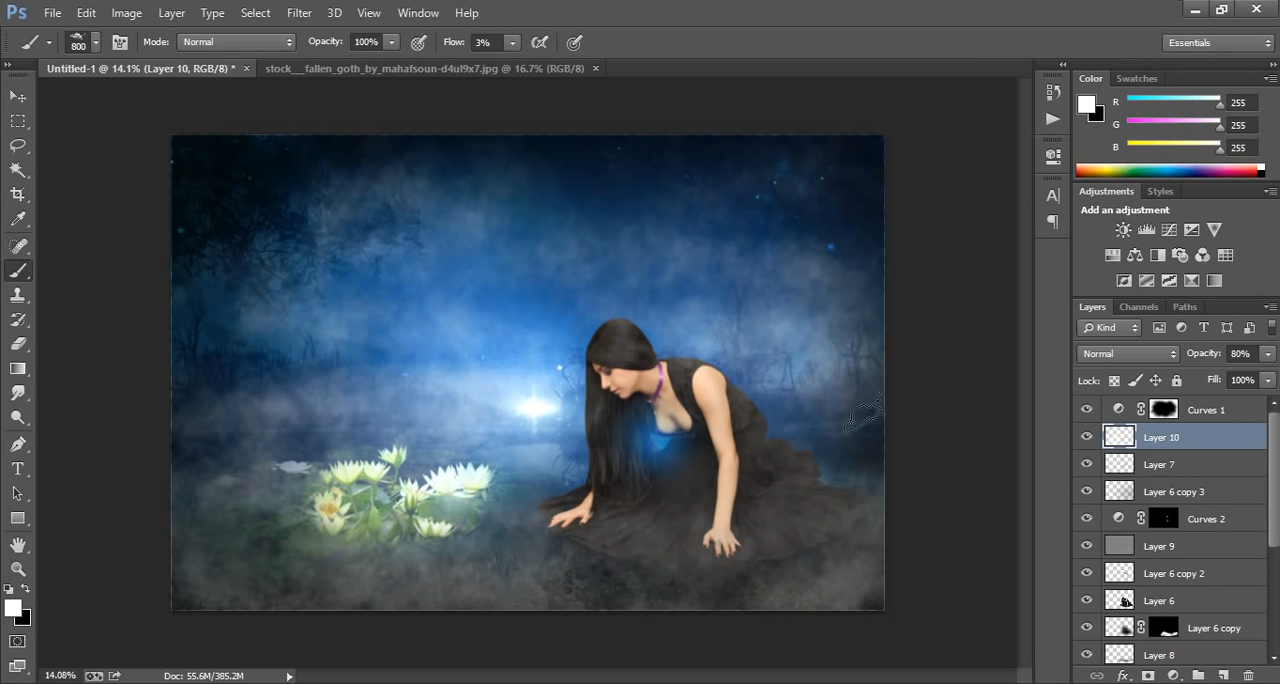 Ps File Edit Image Layer Type Select Filter 3D View Window Help
800 Mode: Normal Opacity: 100% Flow: 3% Essentials
Untitled-1 @ 14.1% (Layer 10, RGB/8) * × stock__fallen_goth_by_mahafsoun-d4ul9x7.jpg @ 16.7% (RGB/8) ×
Color Swatches
R 255
G 255
B 255
Adjustments Styles
Add an adjustment
Layers Channels Paths
Kind
Normal Opacity: 80%
Lock: Fill: 100%
Curves 1
Layer 10
Layer 7
Layer 6 copy 3
Curves 2
Layer 9
Layer 6 copy 2
Layer 6
Layer 6 copy
Layer 8
14.08% Doc: 55.6M/385.2M